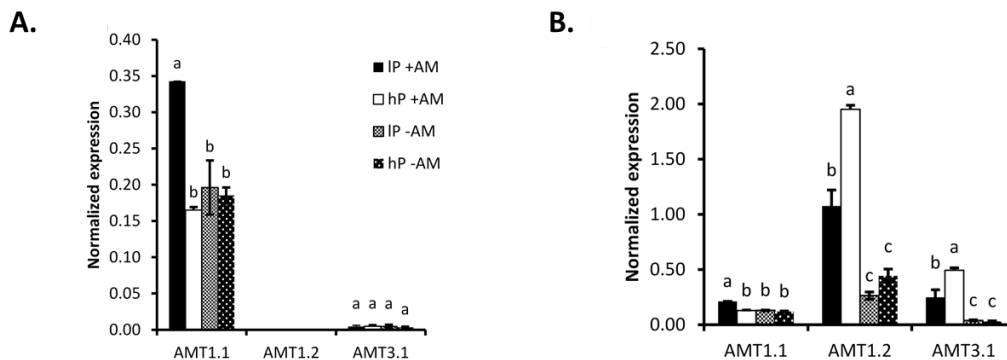 A.
Normalized expression
0.40
0.35
0.30
0.25
0.20
0.15
0.10
0.05
0.00
a
b
b
b
a a a a
AMT1.1 AMT1.2 AMT3.1
lP +AM
hP +AM
lP -AM
hP -AM
B.
Normalized expression
2.50
2.00
1.50
1.00
0.50
0.00
a b b b
b
a
c
c
b
a
c c
AMT1.1 AMT1.2 AMT3.1